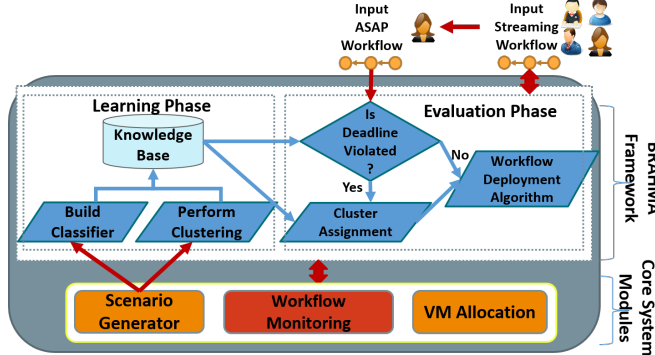 Input
ASAP
Workflow
Input
Streaming
Workflow
Learning Phase
Knowledge
Base
Build
Classifier
Perform
Clustering
Evaluation Phase
Is
Deadline
Violated
?
No
Yes
Cluster
Assignment
Workflow
Deployment
Algorithm
BRAHMA
Framework
Scenario
Generator
Workflow
Monitoring
VM Allocation
Core System
Modules